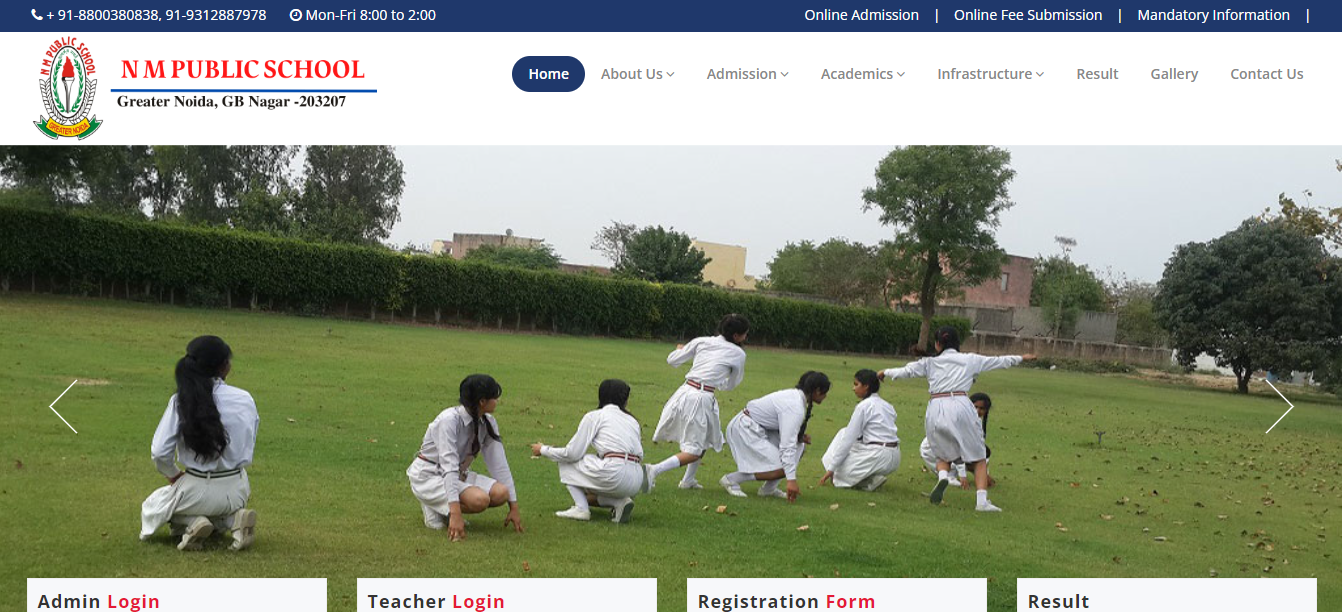 + 91-8800380838, 91-9312887978 Mon-Fri 8:00 to 2:00 Online Admission | Online Fee Submission | Mandatory Information |
N M PUBLIC SCHOOL
GREATER NOIDA
N M PUBLIC SCHOOL
Greater Noida, GB Nagar -203207
Home About Us Admission Academics Infrastructure Result Gallery Contact Us
Admin Login Teacher Login Registration Form Result